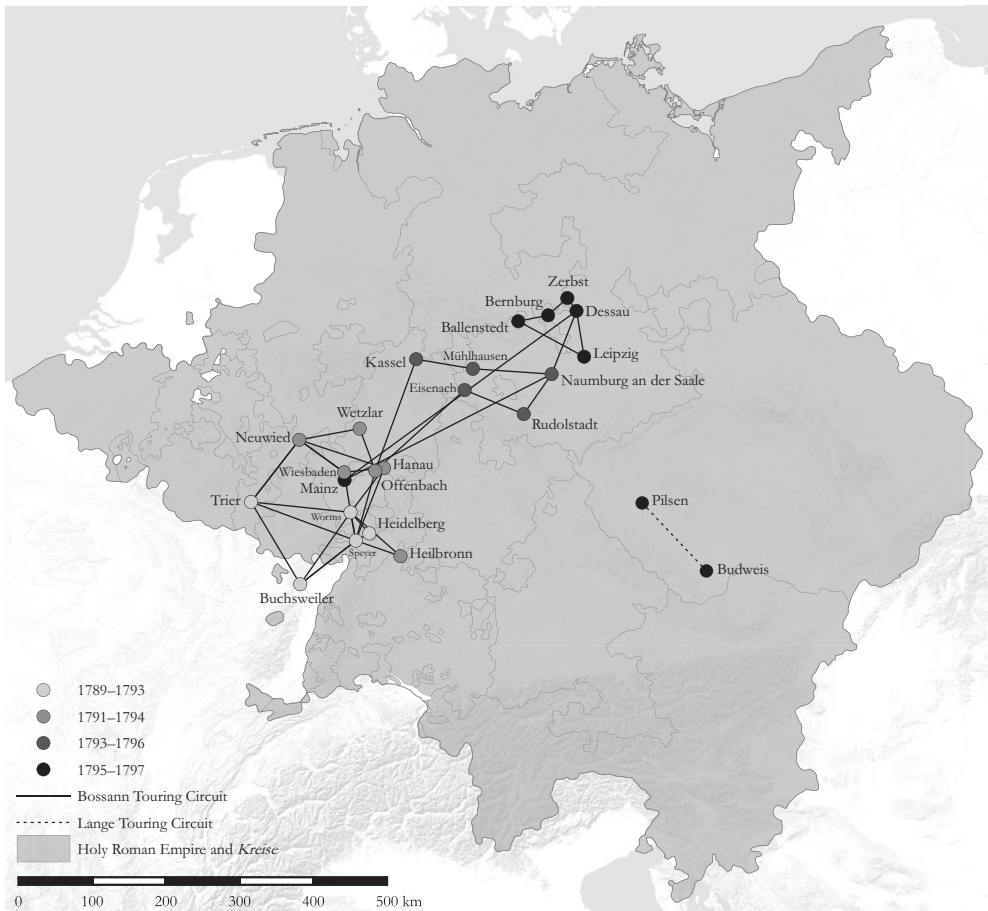 Zerbst
Bernburg
Dessau
Ballenstedt
Leipzig
Kassel
Mühlhausen
Eisenach
Naumburg an der Saale
Rudolstadt
Wetzlar
Neuwied
Wiesbaden
Hanau
Mainz
Offenbach
Trier
Worms
Heidelberg
Speyer
Heilbronn
Buchsweiler
Pilsen
Budweis
1789–1793
1791–1794
1793–1796
1795–1797
Bossann Touring Circuit
Lange Touring Circuit
Holy Roman Empire and Kreise
0 100 200 300 400 500 km